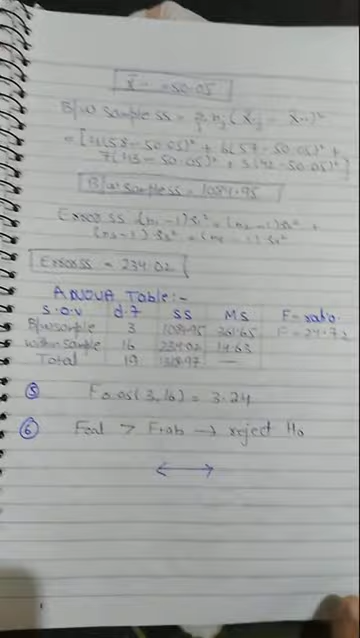 x̄.. = 50.05
B/w sample SS = Σ nj (x̄.j - x̄..)²
= [4(58 - 50.05)² + 6(57 - 50.05)² +
7(43 - 50.05)² + 3(42 - 50.05)²]
B/w sample SS = 1084.95
Error SS = (n1 - 1) s1² + (n2 - 1) s2² +
(n3 - 1) s3² +
Error SS = 234.02
ANOVA Table:-
S.O.V d.f SS MS F-ratio
B/w sample 3 1084.95 361.65 F = 24.72
within sample 16 234.02 14.63
Total 19 1318.97 —
⑤ F0.05(3,16) = 3.24
⑥ Fcal > Ftab → reject Ho